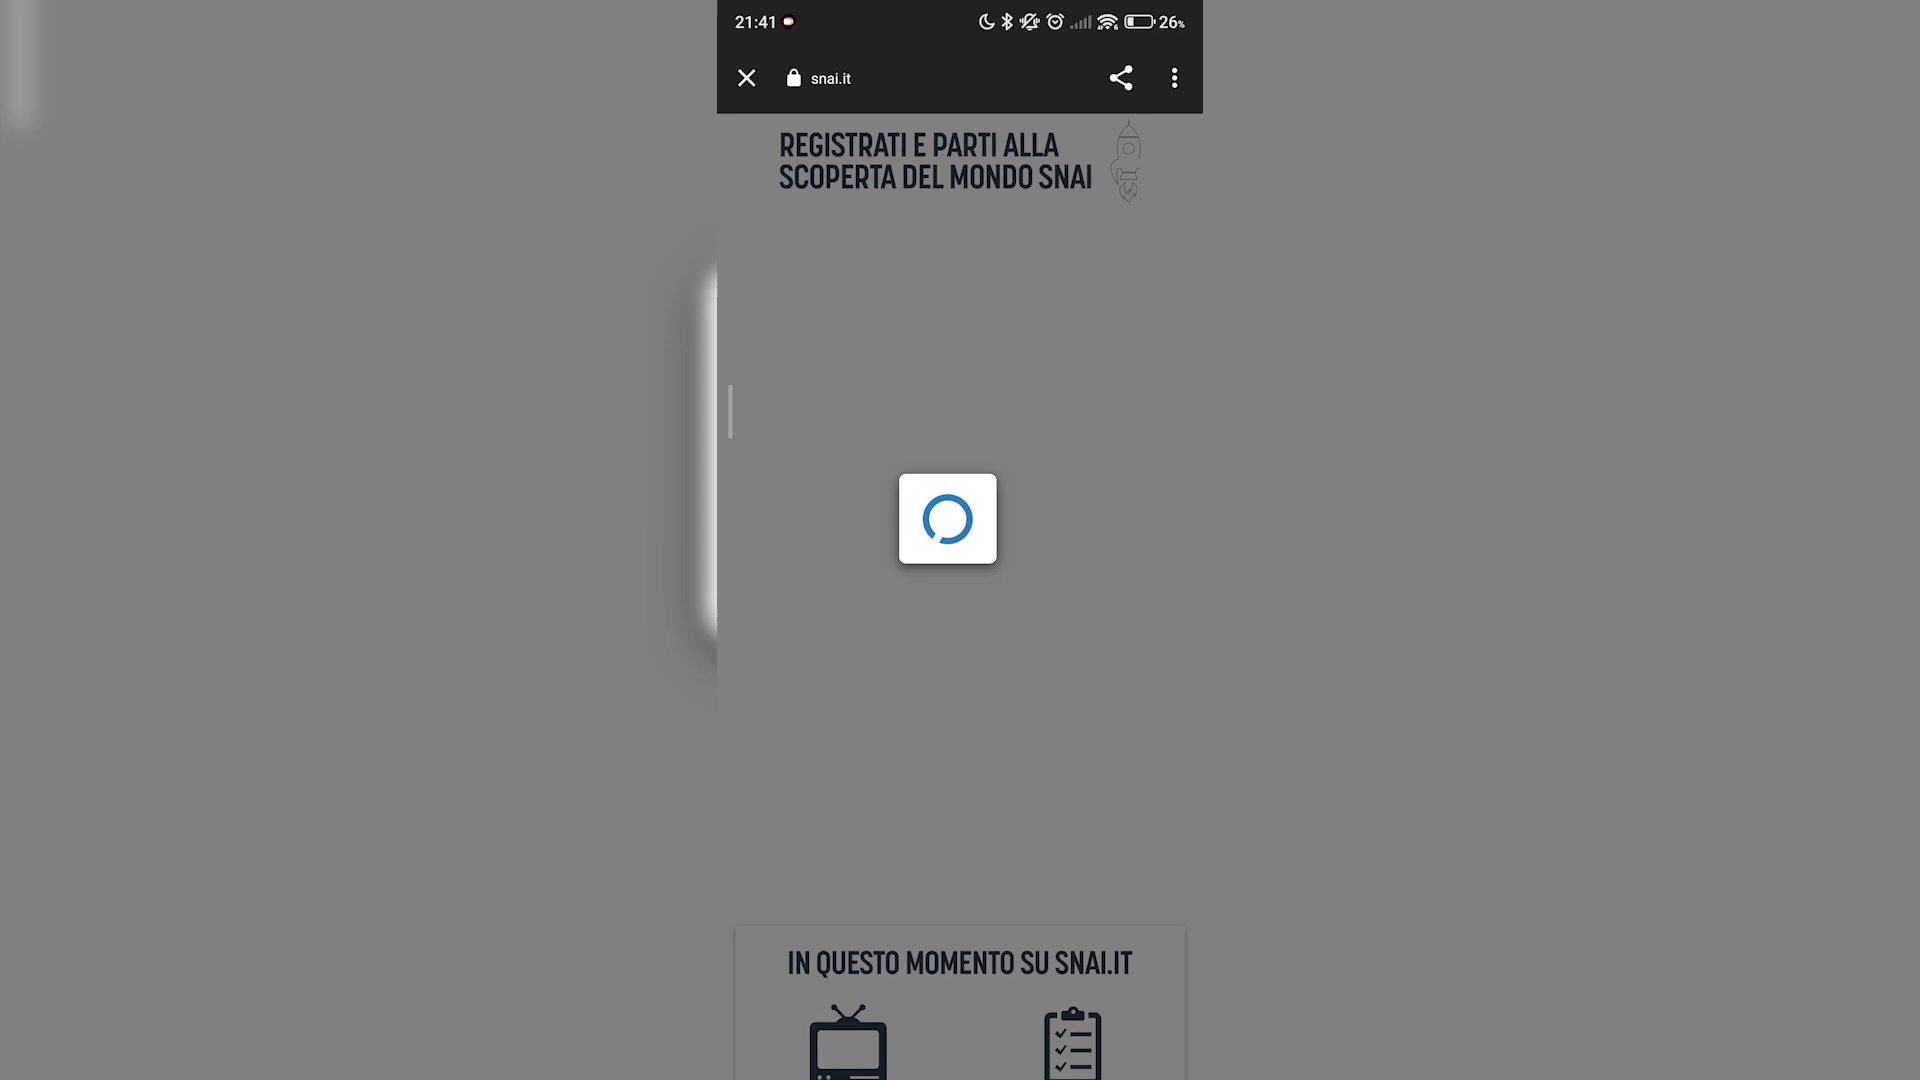 21:41
26%
snai.it
REGISTRATI E PARTI ALLA
SCOPERTA DEL MONDO SNAI
IN QUESTO MOMENTO SU SNAI.IT